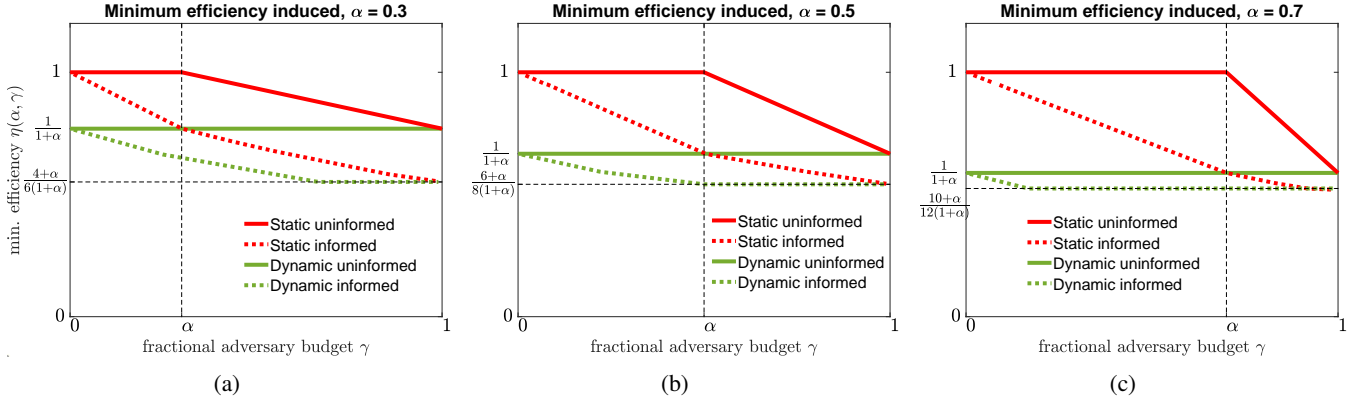 Minimum efficiency induced, α = 0.3
min. efficiency η(α, γ)
1
1/(1+α)
(4+α)/(6(1+α))
0
Static uninformed
Static informed
Dynamic uninformed
Dynamic informed
0 α 1
fractional adversary budget γ
(a)
Minimum efficiency induced, α = 0.5
1
1/(1+α)
(6+α)/(8(1+α))
0
Static uninformed
Static informed
Dynamic uninformed
Dynamic informed
0 α 1
fractional adversary budget γ
(b)
Minimum efficiency induced, α = 0.7
1
1/(1+α)
(10+α)/(12(1+α))
0
Static uninformed
Static informed
Dynamic uninformed
Dynamic informed
0 α 1
fractional adversary budget γ
(c)